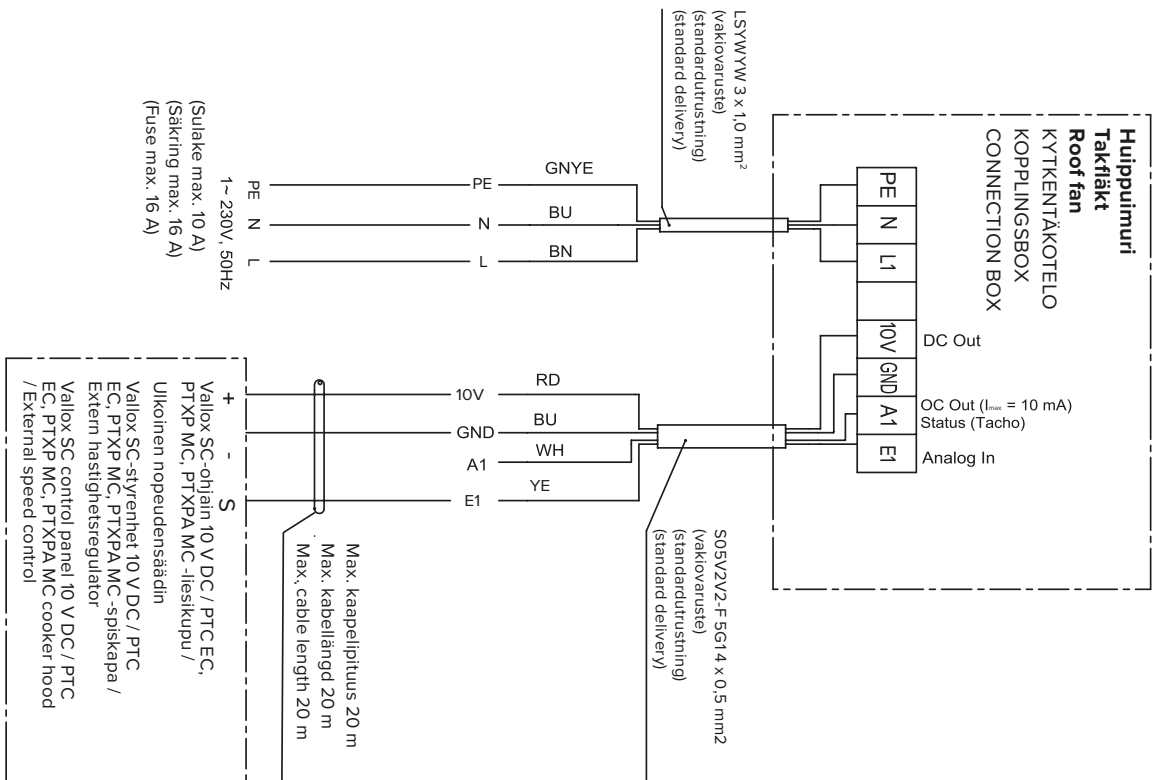 LSYWYW 3 x 1,0 mm²
(vakiovaruste)
(standardutrustning)
(standard delivery)
Huippuimuri
Takfläkt
Roof fan
KYTKENTÄKOTELO
KOPPLINGSBOX
CONNECTION BOX
PE
N
L1
10V
GND
A1
E1
DC Out
OC Out (Imax = 10 mA)
Status (Tacho)
Analog In
GNYE
BU
BN
PE
N
L
PE
N
L
1~ 230V, 50Hz
(Sulake max. 10 A)
(Säkring max. 16 A)
(Fuse max. 16 A)
RD
BU
WH
YE
10V
GND
A1
E1
S05V2V2-F 5G14 x 0,5 mm2
(vakiovaruste)
(standardutrustning)
(standard delivery)
Max. kaapelipituus 20 m
Max. kabellängd 20 m
Max, cable length 20 m
+
-
S
Vallox SC-ohjain 10 V DC / PTC EC,
PTXP MC, PTXPA MC -liesikupu /
Ulkoinen nopeudensäädin
Vallox SC-styrenhet 10 V DC / PTC
EC, PTXP MC, PTXPA MC -spiskapa /
Extern hastighetsregulator
Vallox SC control panel 10 V DC / PTC
EC, PTXP MC, PTXPA MC cooker hood
/ External speed control